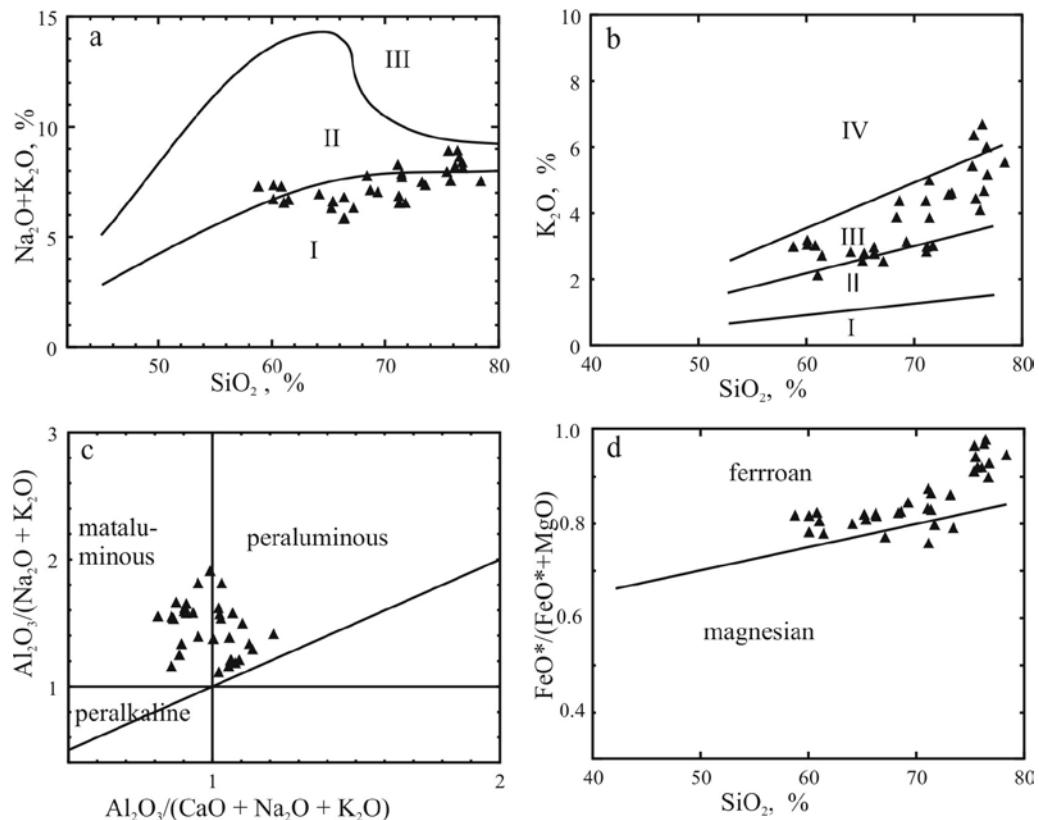 a
15
10
5
0
Na₂O+K₂O, %
III
II
I
50
60
70
80
SiO₂, %
b
10
8
6
4
2
0
K₂O, %
IV
III
II
I
40
50
60
70
80
SiO₂, %
c
3
2
1
Al₂O₃/(Na₂O + K₂O)
matalu-
minous
peraluminous
peralkaline
1
2
Al₂O₃/(CaO + Na₂O + K₂O)
d
1.0
0.8
0.6
0.4
FeO*/(FeO*+MgO)
ferrroan
magnesian
40
50
60
70
80
SiO₂, %